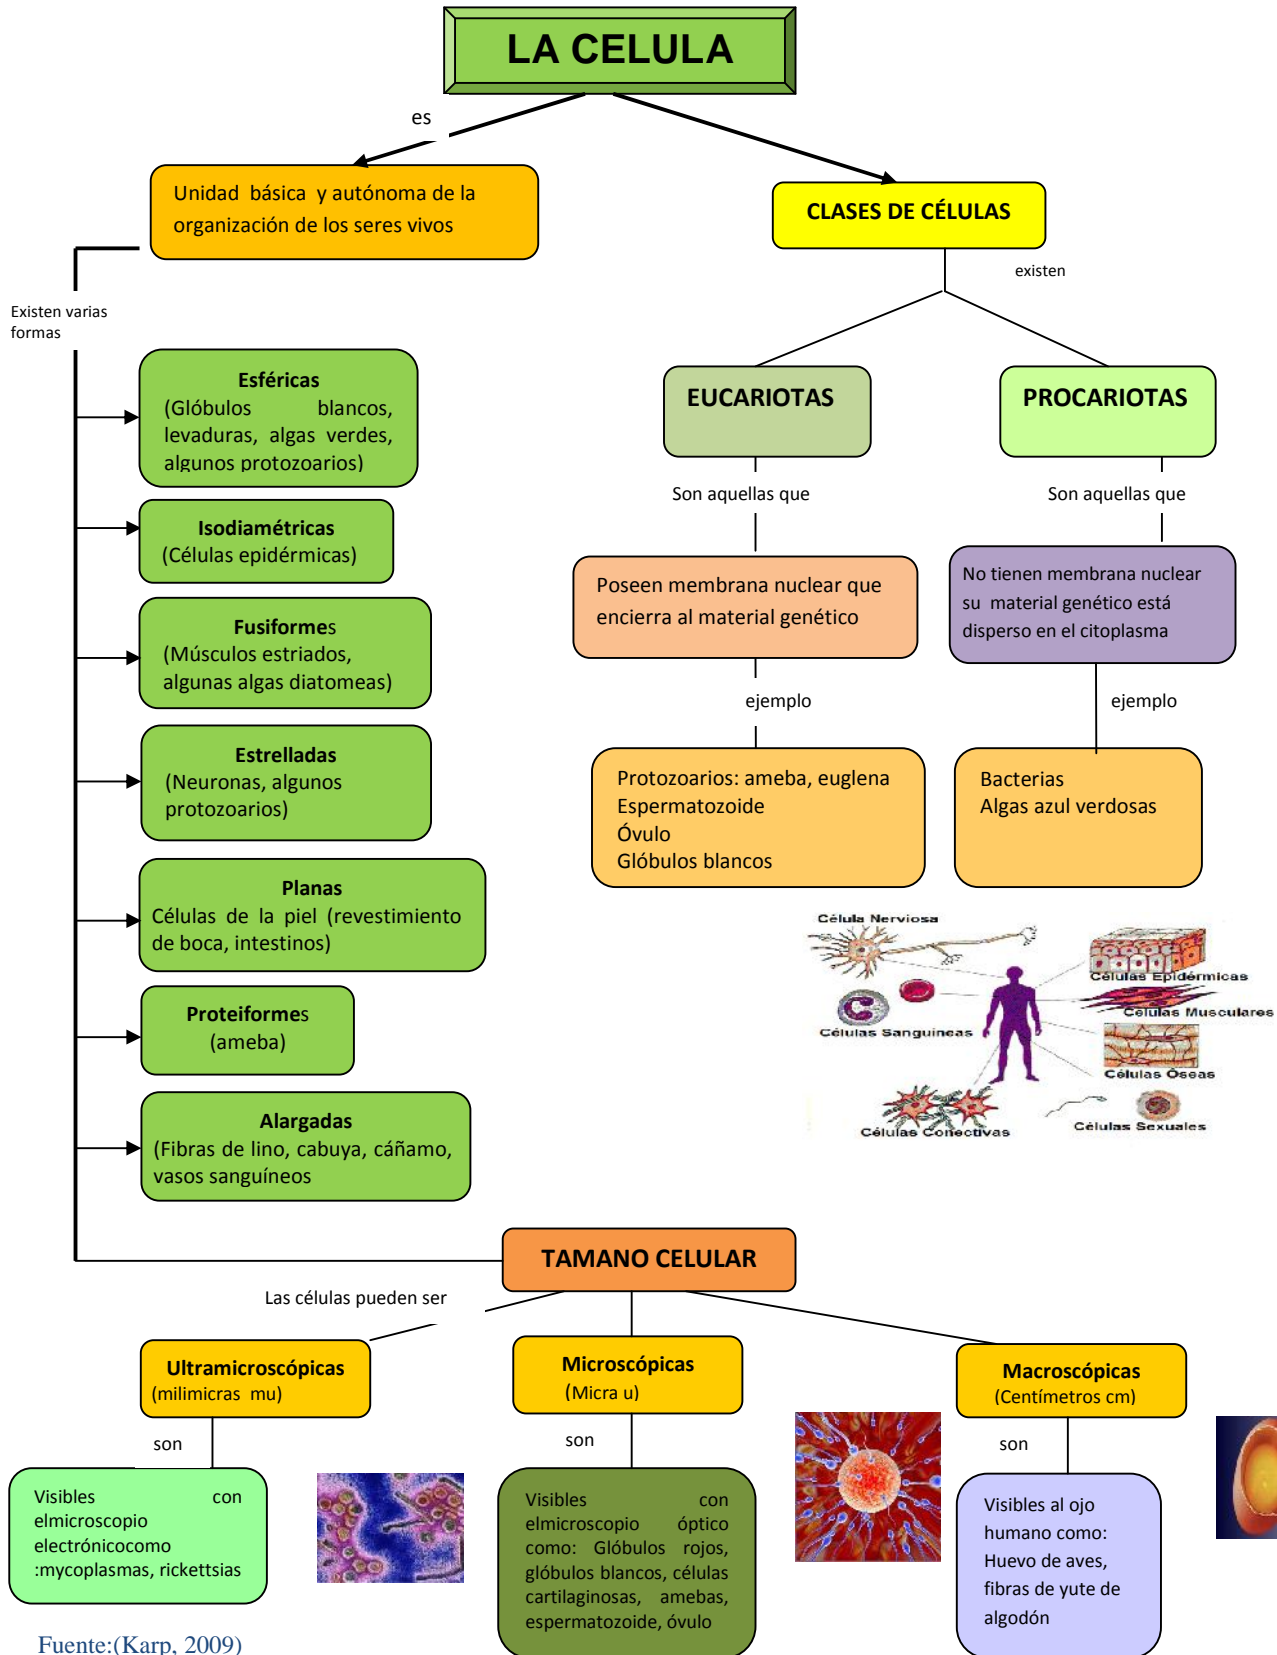 LA CELULA
es
Unidad básica y autónoma de la
organización de los seres vivos
CLASES DE CÉLULAS
existen
Existen varias
formas
Esféricas
(Glóbulos blancos,
levaduras, algas verdes,
algunos protozoarios)
Isodiamétricas
(Células epidérmicas)
Fusiformes
(Músculos estriados,
algunas algas diatomeas)
Estrelladas
(Neuronas, algunos
protozoarios)
Planas
Células de la piel (revestimiento
de boca, intestinos)
Proteiformes
(ameba)
Alargadas
(Fibras de lino, cabuya, cáñamo,
vasos sanguíneos
EUCARIOTAS
Son aquellas que
Poseen membrana nuclear que
encierra al material genético
ejemplo
Protozoarios: ameba, euglena
Espermatozoide
Óvulo
Glóbulos blancos
PROCARIOTAS
Son aquellas que
No tienen membrana nuclear
su material genético está
disperso en el citoplasma
ejemplo
Bacterias
Algas azul verdosas
Célula Nerviosa
Células Epidérmicas
Células Musculares
Células Sanguíneas
Células Óseas
Células Conectivas
Células Sexuales
TAMANO CELULAR
Las células pueden ser
Ultramicroscópicas
(milimicras mu)
son
Visibles con
elmicroscopio
electrónicocomo
:mycoplasmas, rickettsias
Microscópicas
(Micra u)
son
Visibles con
elmicroscopio óptico
como: Glóbulos rojos,
glóbulos blancos, células
cartilaginosas, amebas,
espermatozoide, óvulo
Macroscópicas
(Centímetros cm)
son
Visibles al ojo
humano como:
Huevo de aves,
fibras de yute de
algodón
Fuente:(Karp, 2009)